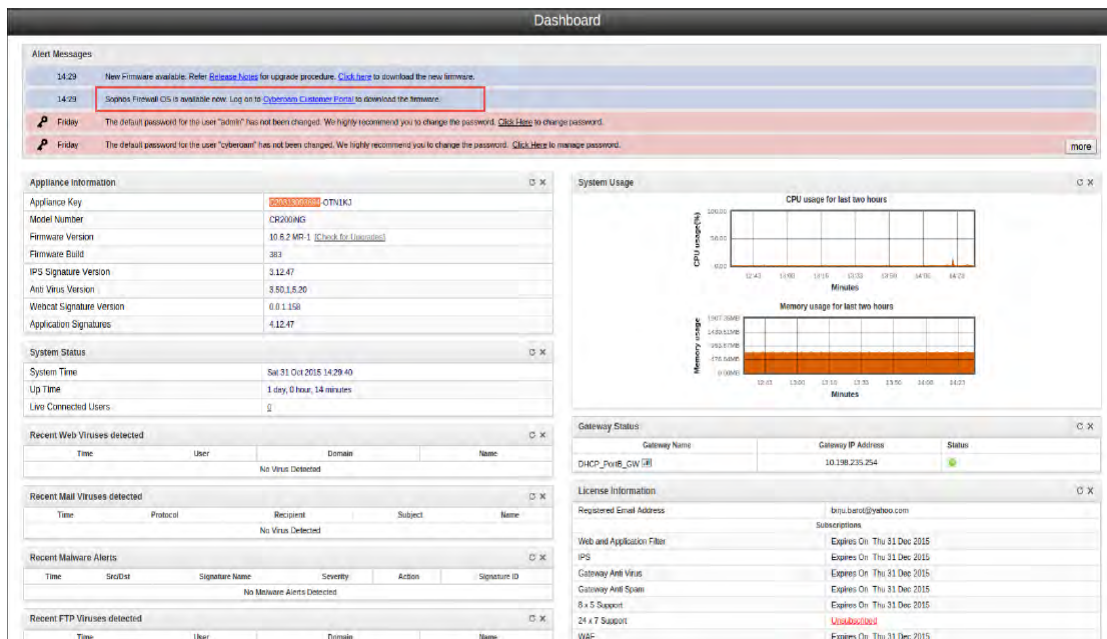 Dashboard
Alert Messages
14:29 New Firmware available. Refer Release Notes for upgrade procedure. Click here to download the new firmware.
14:29 Sophos Firewall OS is available now. Log on to Cyberoam Customer Portal to download the firmware.
Friday The default password for the user "admin" has not been changed. We highly recommend you to change the password. Click Here to change password.
Friday The default password for the user "cyberoam" has not been changed. We highly recommend you to change the password. Click Here to manage password.
more
Appliance Information
Appliance Key -OTN1KJ
Model Number CR200iNG
Firmware Version 10.6.2 MR-1 [Check for Upgrades]
Firmware Build 383
IPS Signature Version 3.12.47
Anti Virus Version
Webcat Signature Version 0.0.1.158
Application Signatures 4.12.47
System Status
System Time Sat 31 Oct 2015 14:29:40
Up Time 1 day, 0 hour, 14 minutes
Live Connected Users 0
Recent Web Viruses detected
Time User Domain Name
No Virus Detected
Recent Mail Viruses detected
Time Protocol Recipient Subject Name
No Virus Detected
Recent Malware Alerts
Time Src/Dst Signature Name Severity Action Signature ID
No Malware Alerts Detected
Recent FTP Viruses detected
Time User Domain Name
System Usage
CPU usage for last two hours
CPU usage(%)
100.00
50.00
0.00
Minutes
Memory usage for last two hours
Memory usage
0.00MB
Minutes
Gateway Status
Gateway Name Gateway IP Address Status
DHCP_PortB_GW 10.198.235.254
License Information
Registered Email Address
Subscriptions
Web and Application Filter Expires On Thu 31 Dec 2015
IPS Expires On Thu 31 Dec 2015
Gateway Anti Virus Expires On Thu 31 Dec 2015
Gateway Anti Spam Expires On Thu 31 Dec 2015
8 x 5 Support Expires On Thu 31 Dec 2015
24 x 7 Support Unsubscribed
WAF Expires On Thu 31 Dec 2015